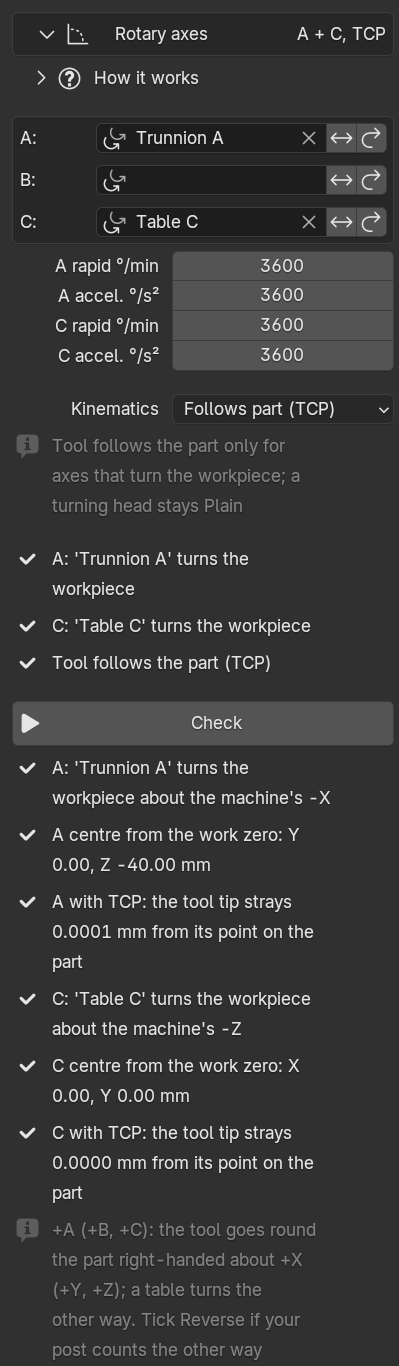 Rotary axes A + C, TCP
How it works
A: Trunnion A
B:
C: Table C
A rapid °/min 3600
A accel. °/s² 3600
C rapid °/min 3600
C accel. °/s² 3600
Kinematics Follows part (TCP)
Tool follows the part only for
axes that turn the workpiece; a
turning head stays Plain
A: 'Trunnion A' turns the
workpiece
C: 'Table C' turns the workpiece
Tool follows the part (TCP)
Check
A: 'Trunnion A' turns the
workpiece about the machine's -X
A centre from the work zero: Y
0.00, Z -40.00 mm
A with TCP: the tool tip strays
0.0001 mm from its point on the
part
C: 'Table C' turns the workpiece
about the machine's -Z
C centre from the work zero: X
0.00, Y 0.00 mm
C with TCP: the tool tip strays
0.0000 mm from its point on the
part
+A (+B, +C): the tool goes round
the part right-handed about +X
(+Y, +Z); a table turns the
other way. Tick Reverse if your
post counts the other way